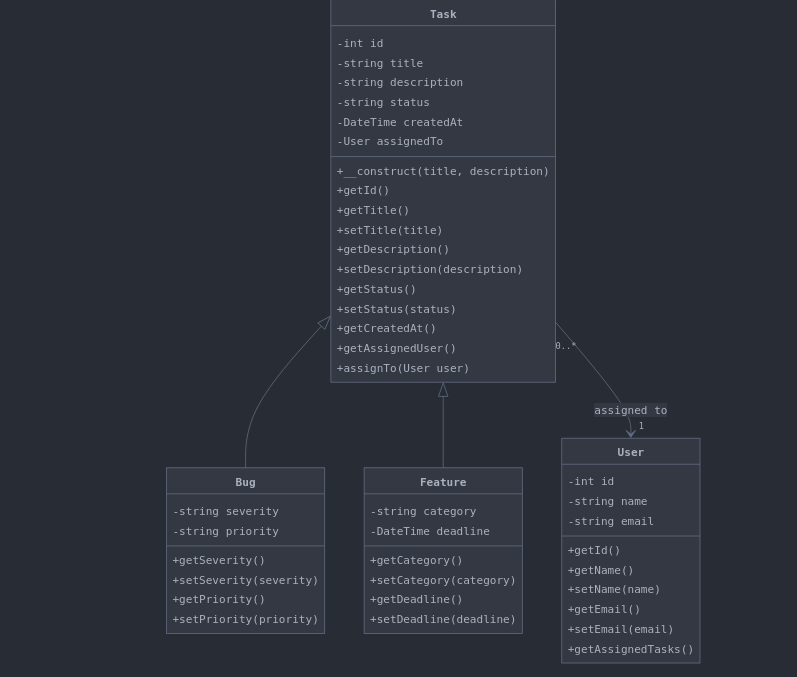 Task
-int id
-string title
-string description
-string status
-DateTime createdAt
-User assignedTo
+__construct(title, description)
+getId()
+getTitle()
+setTitle(title)
+getDescription()
+setDescription(description)
+getStatus()
+setStatus(status)
+getCreatedAt()
+getAssignedUser()
+assignTo(User user)
0..*
assigned to
1
Bug
-string severity
-string priority
+getSeverity()
+setSeverity(severity)
+getPriority()
+setPriority(priority)
Feature
-string category
-DateTime deadline
+getCategory()
+setCategory(category)
+getDeadline()
+setDeadline(deadline)
User
-int id
-string name
-string email
+getId()
+getName()
+setName(name)
+getEmail()
+setEmail(email)
+getAssignedTasks()